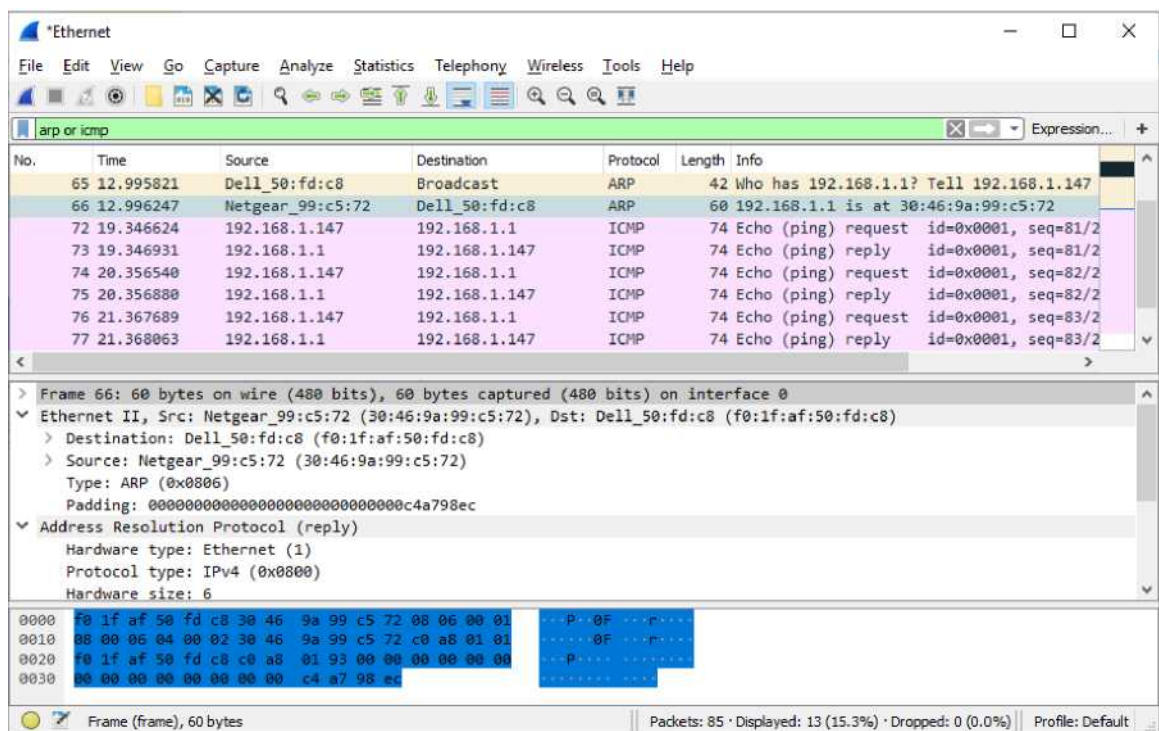 *Ethernet
File Edit View Go Capture Analyze Statistics Telephony Wireless Tools Help
arp or icmp Expression... +
No. Time Source Destination Protocol Length Info
65 12.995821 Dell_50:fd:c8 Broadcast ARP 42 Who has 192.168.1.1? Tell 192.168.1.147
66 12.996247 Netgear_99:c5:72 Dell_50:fd:c8 ARP 60 192.168.1.1 is at 30:46:9a:99:c5:72
72 19.346624 192.168.1.147 192.168.1.1 ICMP 74 Echo (ping) request id=0x0001, seq=81/2
73 19.346931 192.168.1.1 192.168.1.147 ICMP 74 Echo (ping) reply id=0x0001, seq=81/2
74 20.356540 192.168.1.147 192.168.1.1 ICMP 74 Echo (ping) request id=0x0001, seq=82/2
75 20.356880 192.168.1.1 192.168.1.147 ICMP 74 Echo (ping) reply id=0x0001, seq=82/2
76 21.367689 192.168.1.147 192.168.1.1 ICMP 74 Echo (ping) request id=0x0001, seq=83/2
77 21.368063 192.168.1.1 192.168.1.147 ICMP 74 Echo (ping) reply id=0x0001, seq=83/2
Frame 66: 60 bytes on wire (480 bits), 60 bytes captured (480 bits) on interface 0
Ethernet II, Src: Netgear_99:c5:72 (30:46:9a:99:c5:72), Dst: Dell_50:fd:c8 (f0:1f:af:50:fd:c8)
Destination: Dell_50:fd:c8 (f0:1f:af:50:fd:c8)
Source: Netgear_99:c5:72 (30:46:9a:99:c5:72)
Type: ARP (0x0806)
Padding: 0000000000000000000000000000c4a798ec
Address Resolution Protocol (reply)
Hardware type: Ethernet (1)
Protocol type: IPv4 (0x0800)
Hardware size: 6
0000 f0 1f af 50 fd c8 30 46 9a 99 c5 72 08 06 00 01 ···P··0F ···r····
0010 08 00 06 04 00 02 30 46 9a 99 c5 72 c0 a8 01 01 ······0F ···r····
0020 f0 1f af 50 fd c8 c0 a8 01 93 00 00 00 00 00 00 ···P···· ········
0030 00 00 00 00 00 00 00 00 c4 a7 98 ec ········ ····
Frame (frame), 60 bytes Packets: 85 · Displayed: 13 (15.3%) · Dropped: 0 (0.0%) Profile: Default